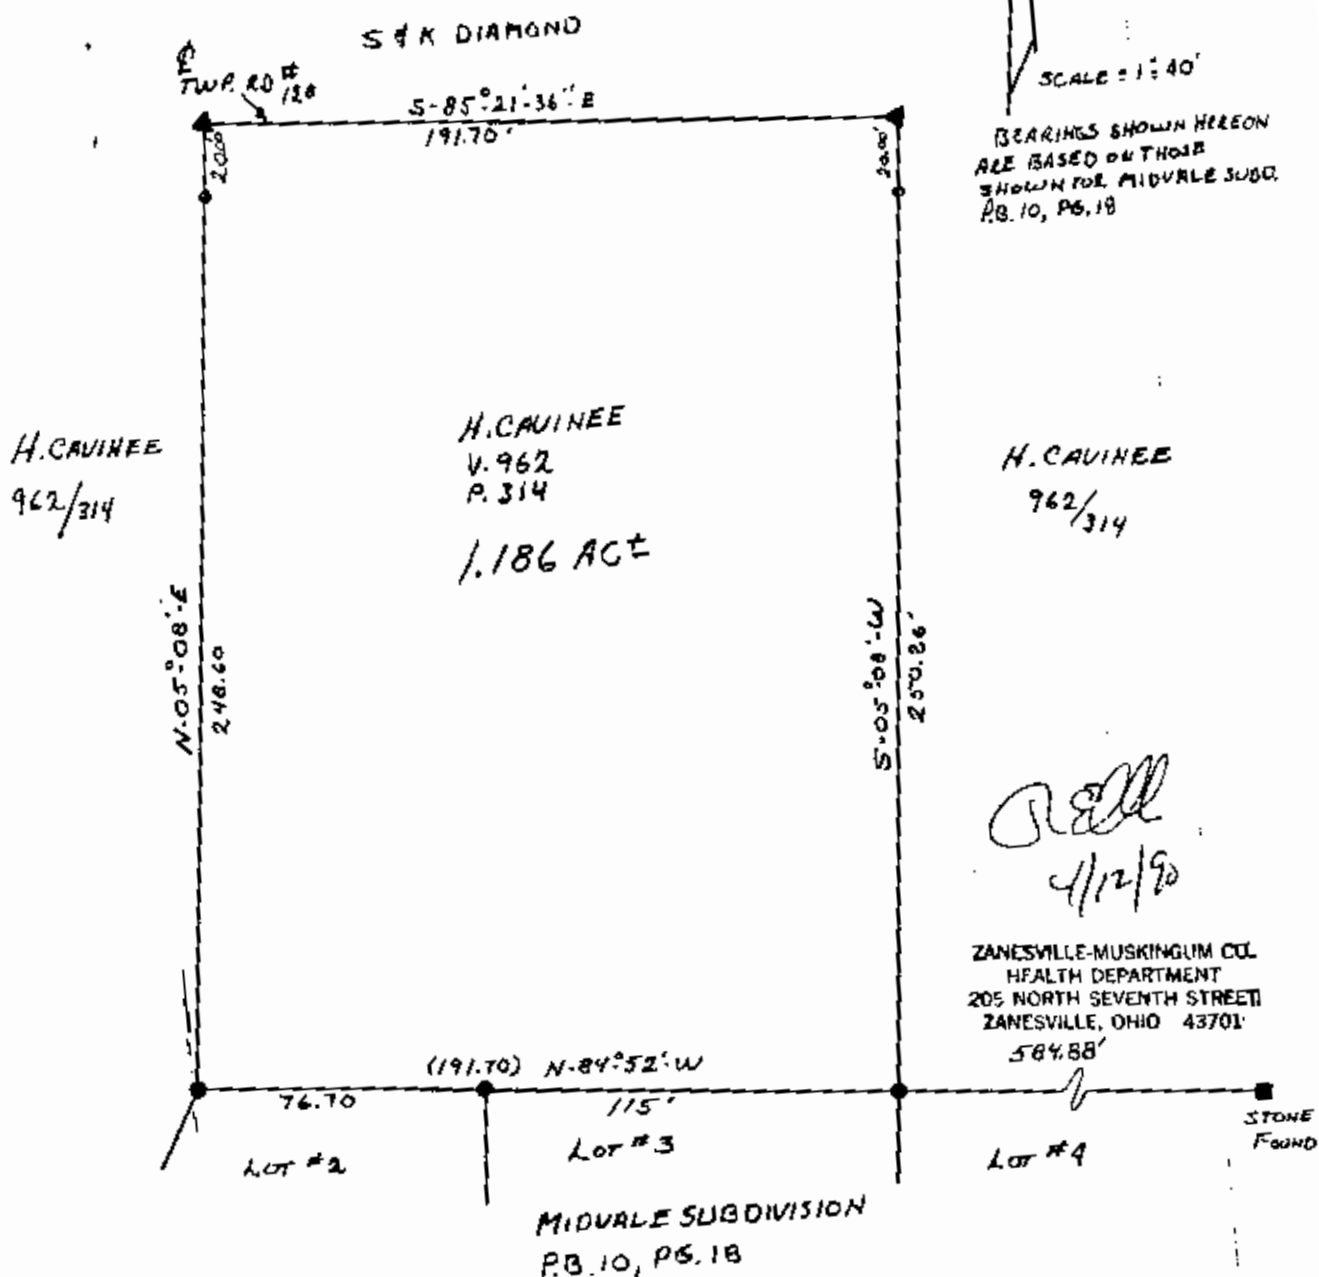 S & K DIAMOND
TWP. RD #
128
S-85°-21'-36"-E
191.70'
20.00'
20.00'
SCALE = 1"=40'
BEARINGS SHOWN HEREON
ARE BASED ON THOSE
SHOWN FOR MIDVALE SUBD.
P.B. 10, PG. 18
H. CAVINEE
962/314
H. CAVINEE
V. 962
P. 314
1.186 AC±
H. CAVINEE
962/314
N-05°-08'-E
248.60
S-05°-08'-W
250.26'
4/12/90
ZANESVILLE-MUSKINGUM CO.
HEALTH DEPARTMENT
205 NORTH SEVENTH STREET
ZANESVILLE, OHIO 43701
584.88'
(191.70) N-84°-52'-W
76.70
115'
STONE
FOUND
LOT #2
LOT #3
LOT #4
MIDVALE SUBDIVISION
P.B. 10, PG. 18